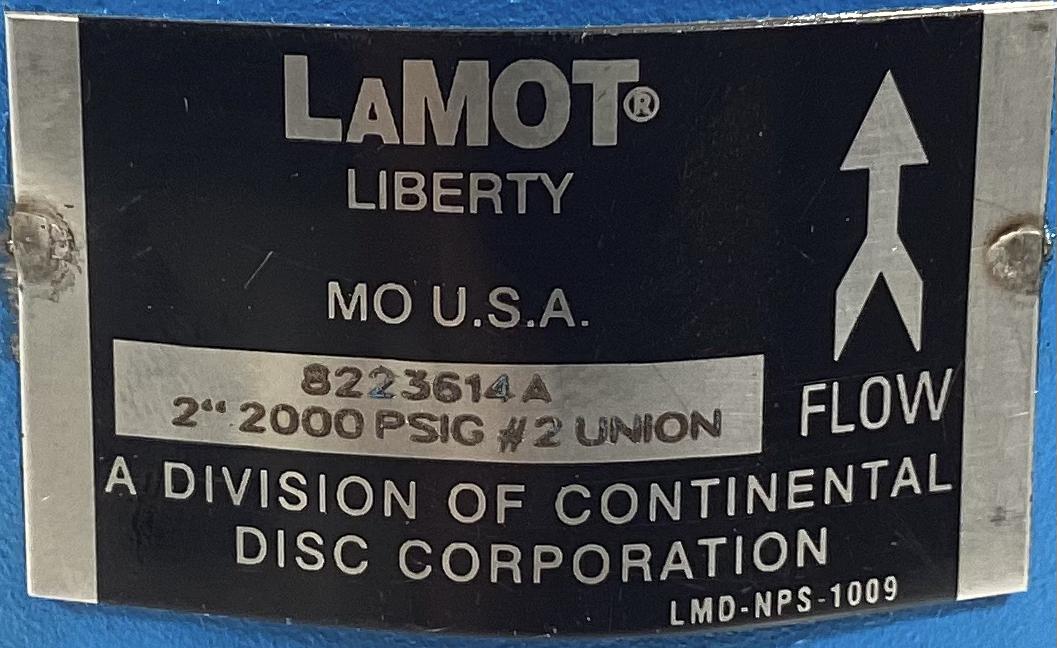 LAMOT®
LIBERTY
MO U.S.A.
8223614A
2“ 2000 PSIG #2 UNION
FLOW
A DIVISION OF CONTINENTAL
DISC CORPORATION
LMD-NPS-1009